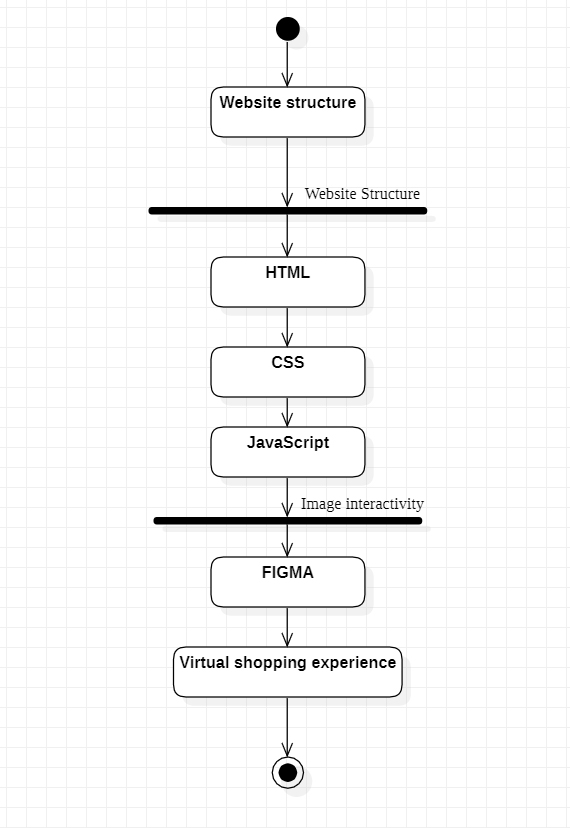 Website structure
Website Structure
HTML
CSS
JavaScript
Image interactivity
FIGMA
Virtual shopping experience